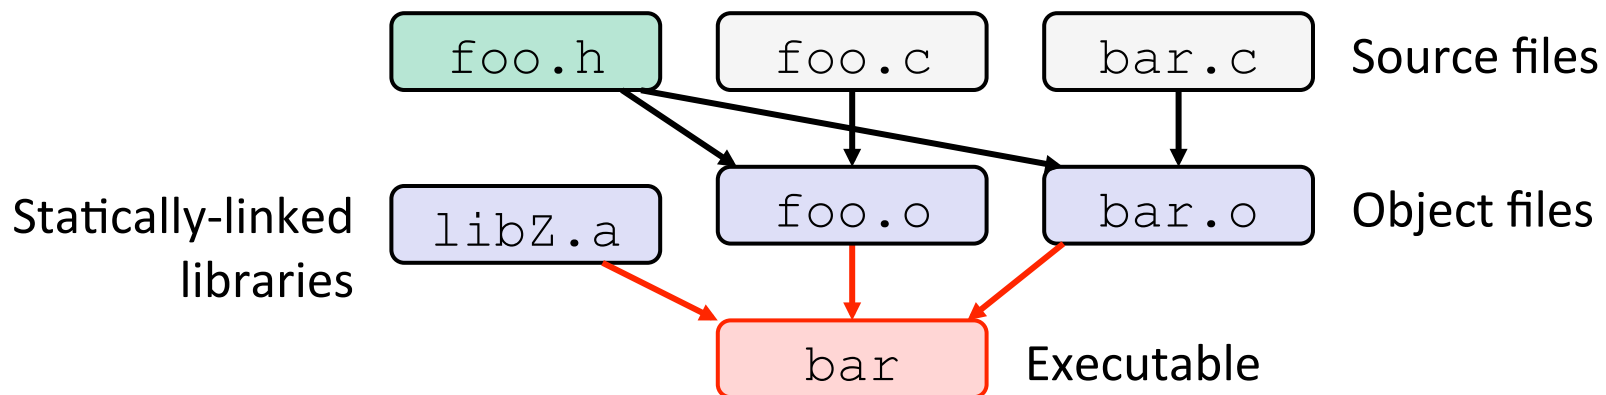 foo.h foo.c bar.c Source files
Statically-linked
libraries
libZ.a foo.o bar.o Object files
bar Executable